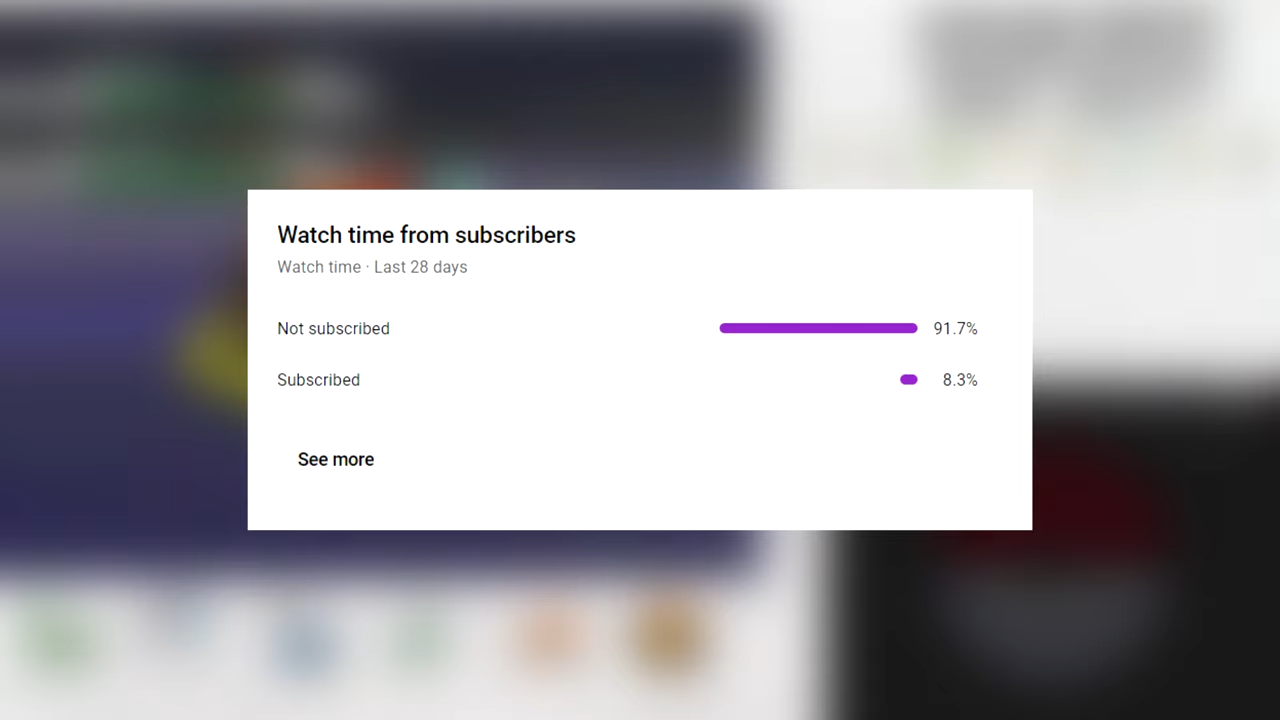 Watch time from subscribers
Watch time · Last 28 days
Not subscribed 91.7%
Subscribed 8.3%
See more